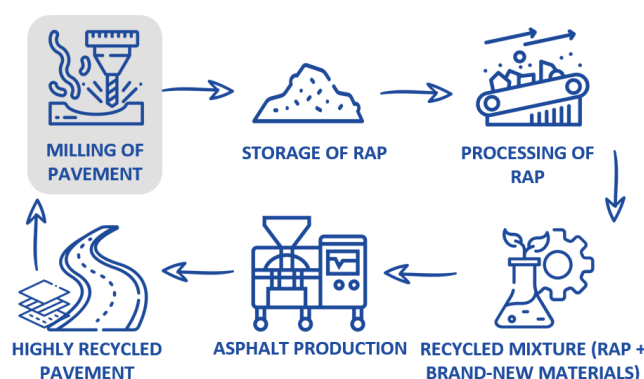 MILLING OF
PAVEMENT
STORAGE OF RAP
PROCESSING OF
RAP
HIGHLY RECYCLED
PAVEMENT
ASPHALT PRODUCTION
RECYCLED MIXTURE (RAP +
BRAND-NEW MATERIALS)